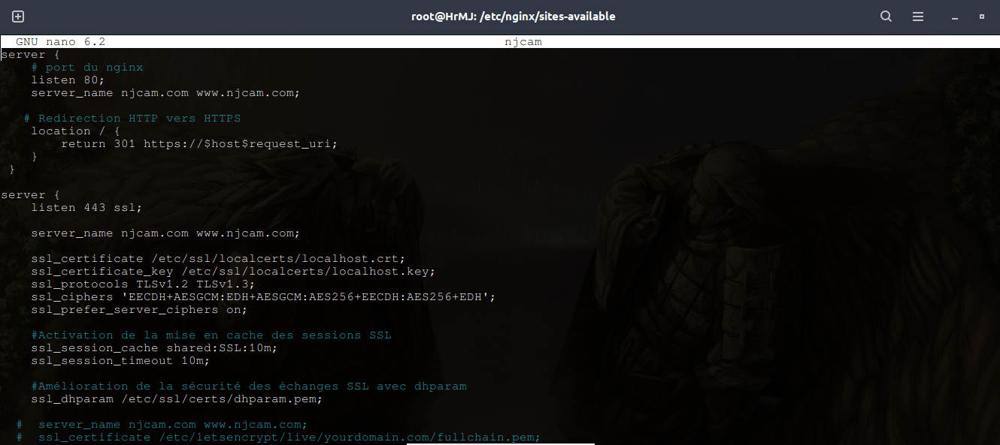 root@HrMJ: /etc/nginx/sites-available
GNU nano 6.2 njcam
server {
# port du nginx
listen 80;
server_name njcam.com www.njcam.com;
# Redirection HTTP vers HTTPS
location / {
return 301 https://$host$request_uri;
}
}
server {
listen 443 ssl;
server_name njcam.com www.njcam.com;
ssl_certificate /etc/ssl/localcerts/localhost.crt;
ssl_certificate_key /etc/ssl/localcerts/localhost.key;
ssl_protocols TLSv1.2 TLSv1.3;
ssl_ciphers 'EECDH+AESGCM:EDH+AESGCM:AES256+EECDH:AES256+EDH';
ssl_prefer_server_ciphers on;
#Activation de la mise en cache des sessions SSL
ssl_session_cache shared:SSL:10m;
ssl_session_timeout 10m;
#Amélioration de la sécurité des échanges SSL avec dhparam
ssl_dhparam /etc/ssl/certs/dhparam.pem;
# server_name njcam.com www.njcam.com;
# ssl_certificate /etc/letsencrypt/live/yourdomain.com/fullchain.pem;